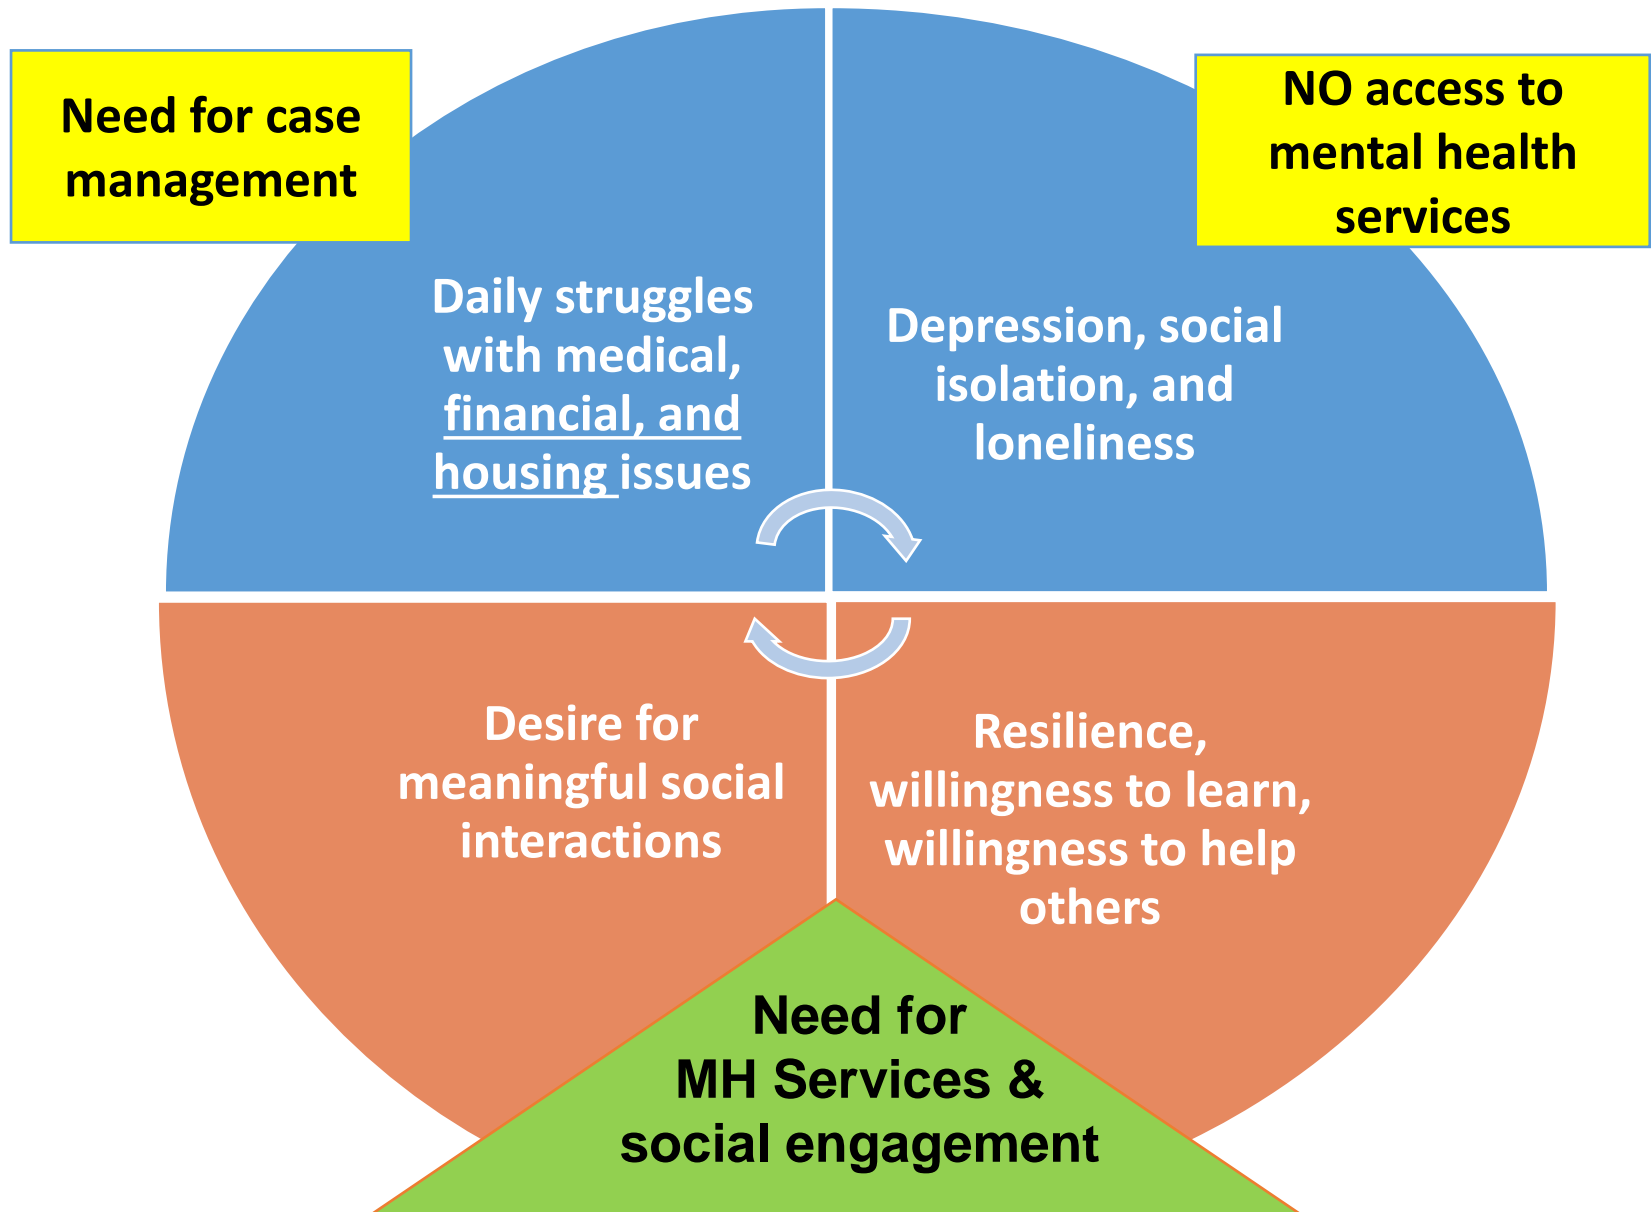 Need for case
management
NO access to
mental health
services
Daily struggles
with medical,
financial, and
housing issues
Depression, social
isolation, and
loneliness
Desire for
meaningful social
interactions
Resilience,
willingness to learn,
willingness to help
others
Need for
MH Services &
social engagement